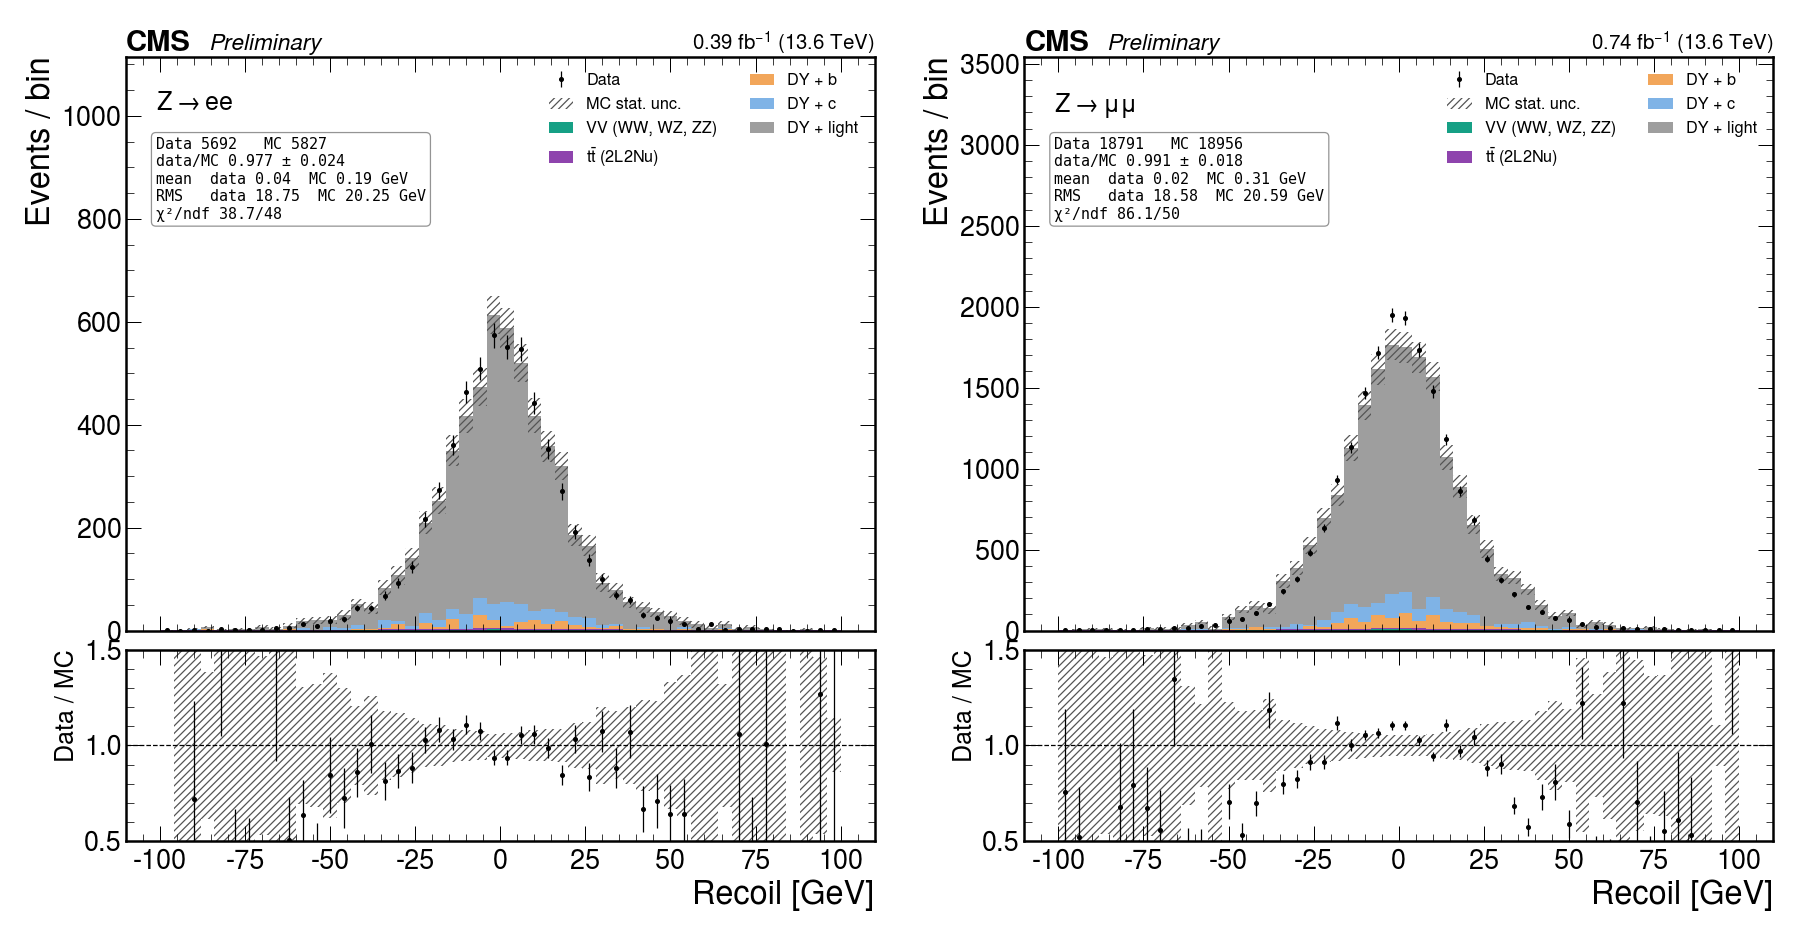 CMS Preliminary 0.39 fb⁻¹ (13.6 TeV)
Events / bin
Z → ee
Data 5692   MC 5827
data/MC 0.977 ± 0.024
mean  data 0.04  MC 0.19 GeV
RMS   data 18.75  MC 20.25 GeV
χ²/ndf 38.7/48
Data
MC stat. unc.
VV (WW, WZ, ZZ)
tt̄ (2L2Nu)
DY + b
DY + c
DY + light
1000
800
600
400
200
0
Data / MC
1.5
1.0
0.5
-100 -75 -50 -25 0 25 50 75 100
Recoil [GeV]
CMS Preliminary 0.74 fb⁻¹ (13.6 TeV)
Events / bin
Z → μμ
Data 18791   MC 18956
data/MC 0.991 ± 0.018
mean  data 0.02  MC 0.31 GeV
RMS   data 18.58  MC 20.59 GeV
χ²/ndf 86.1/50
Data
MC stat. unc.
VV (WW, WZ, ZZ)
tt̄ (2L2Nu)
DY + b
DY + c
DY + light
3500
3000
2500
2000
1500
1000
500
0
Data / MC
1.5
1.0
0.5
-100 -75 -50 -25 0 25 50 75 100
Recoil [GeV]